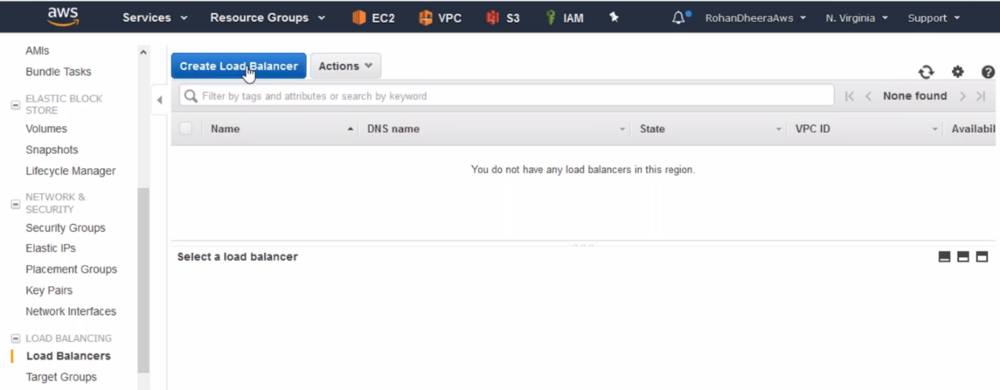 aws Services Resource Groups EC2 VPC S3 IAM RohanDheeraAws N. Virginia Support
AMIs
Bundle Tasks
ELASTIC BLOCK
STORE
Volumes
Snapshots
Lifecycle Manager
NETWORK &
SECURITY
Security Groups
Elastic IPs
Placement Groups
Key Pairs
Network Interfaces
LOAD BALANCING
Load Balancers
Target Groups
Create Load Balancer Actions
Filter by tags and attributes or search by keyword None found
Name DNS name State VPC ID Availabil
You do not have any load balancers in this region.
Select a load balancer